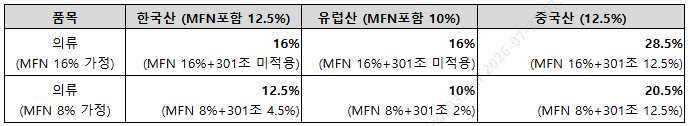 품목 한국산 (MFN포함 12.5%) 유럽산 (MFN포함 10%) 중국산 (12.5%)
의류 16% 16% 28.5%
(MFN 16% 가정) (MFN 16%+301조 미적용) (MFN 16%+301조 미적용) (MFN 16%+301조 12.5%)
의류 12.5% 10% 20.5%
(MFN 8% 가정) (MFN 8%+301조 4.5%) (MFN 8%+301조 2%) (MFN 8%+301조 12.5%)